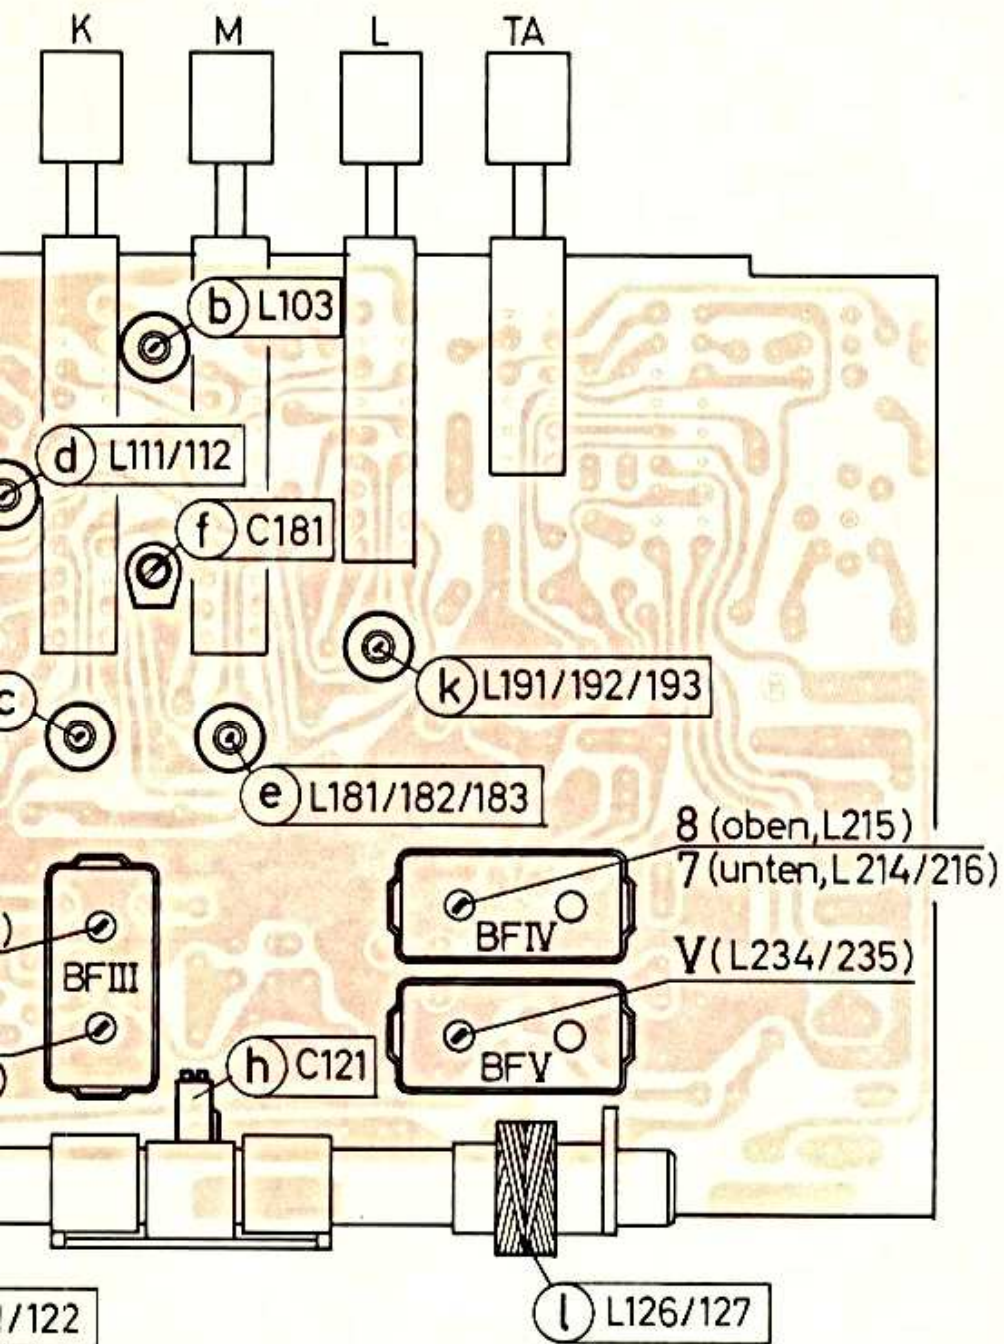 K M L TA
b L103
d L111/112
f C181
k L191/192/193
c
e L181/182/183
8 (oben, L215)
7 (unten, L214/216)
)
BFIV
BFIII
V (L234/235)
BFV
h C121
)
l L126/127
/122